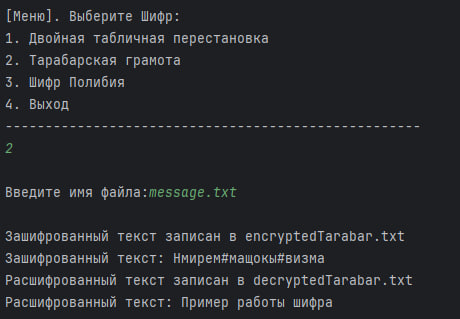 [Меню]. Выберите Шифр:
1. Двойная табличная перестановка
2. Тарабарская грамота
3. Шифр Полибия
4. Выход
----------------------------------------------------
2
Введите имя файла:message.txt
Зашифрованный текст записан в encryptedTarabar.txt
Зашифрованный текст: Нмирем#мащокы#визма
Расшифрованный текст записан в decryptedTarabar.txt
Расшифрованный текст: Пример работы шифра